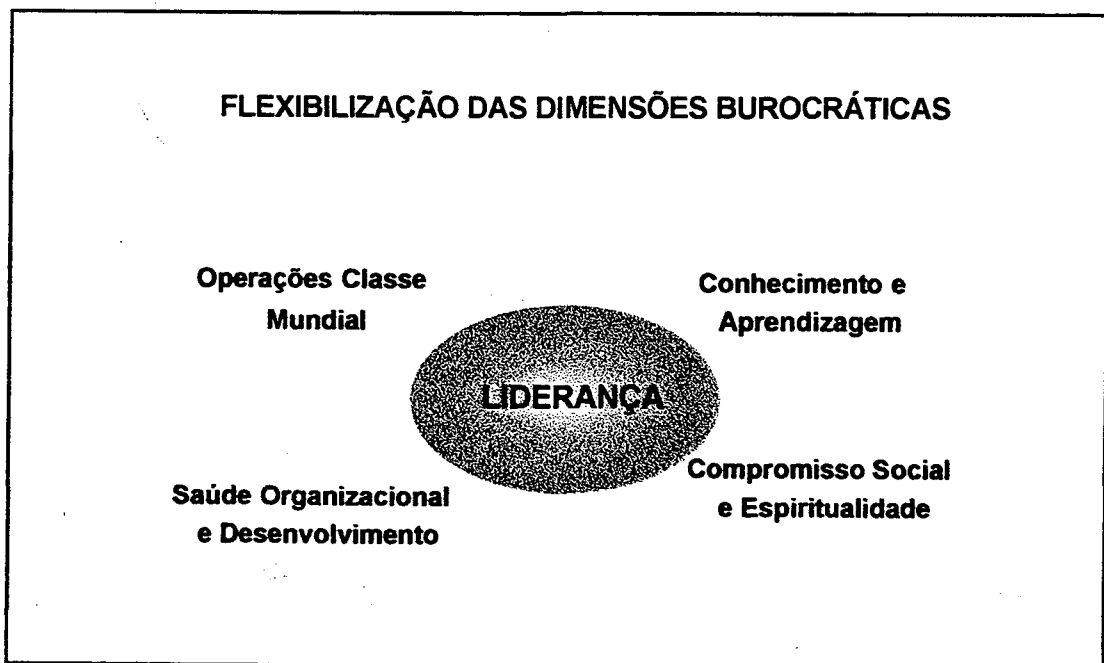 FLEXIBILIZAÇÃO DAS DIMENSÕES BUROCRÁTICAS
Operações Classe
Mundial
Conhecimento e
Aprendizagem
LIDERANÇA
Saúde Organizacional
e Desenvolvimento
Compromisso Social
e Espiritualidade